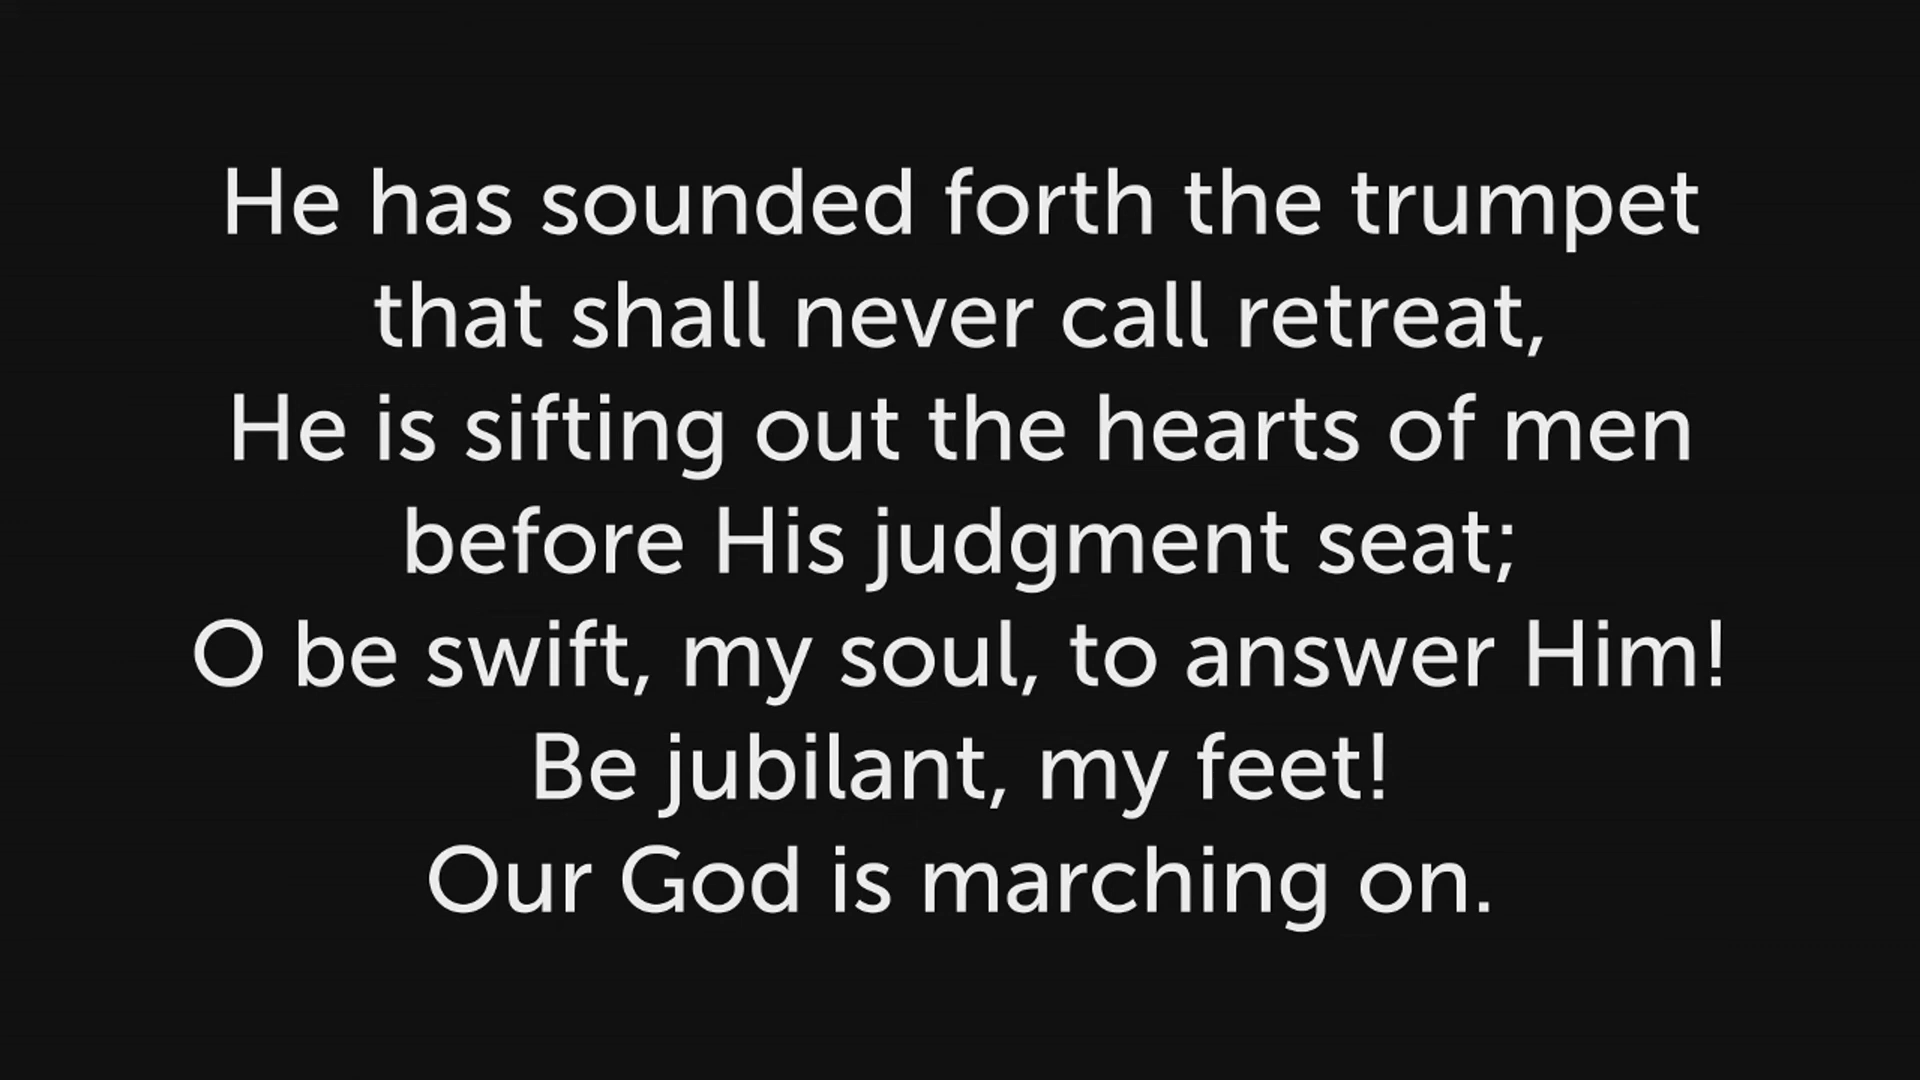 He has sounded forth the trumpet
that shall never call retreat,
He is sifting out the hearts of men
before His judgment seat;
O be swift, my soul, to answer Him!
Be jubilant, my feet!
Our God is marching on.